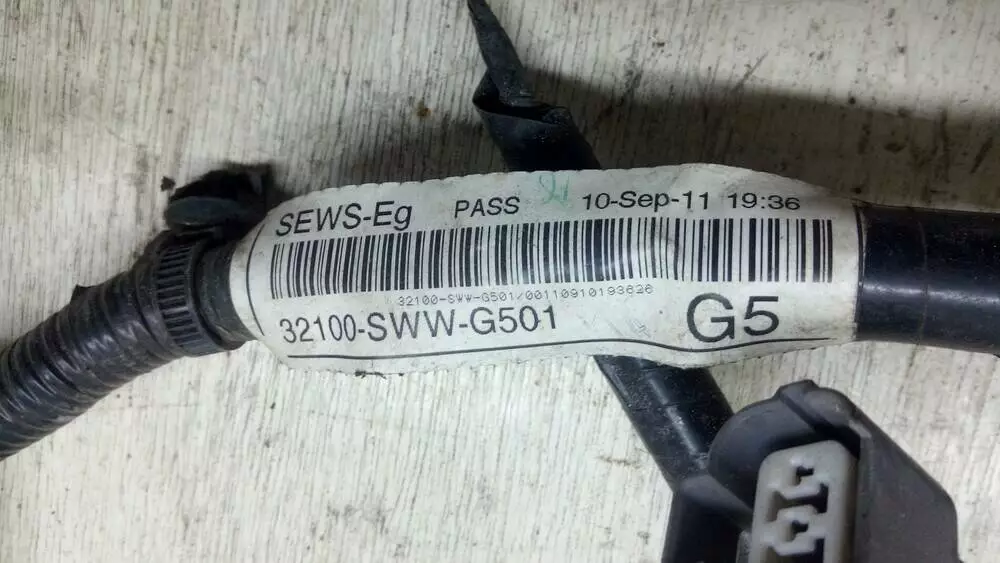 SEWS-Eg PASS 10-Sep-11 19:36
32100-SWW-G501/00110910193626
32100-SWW-G501 G5